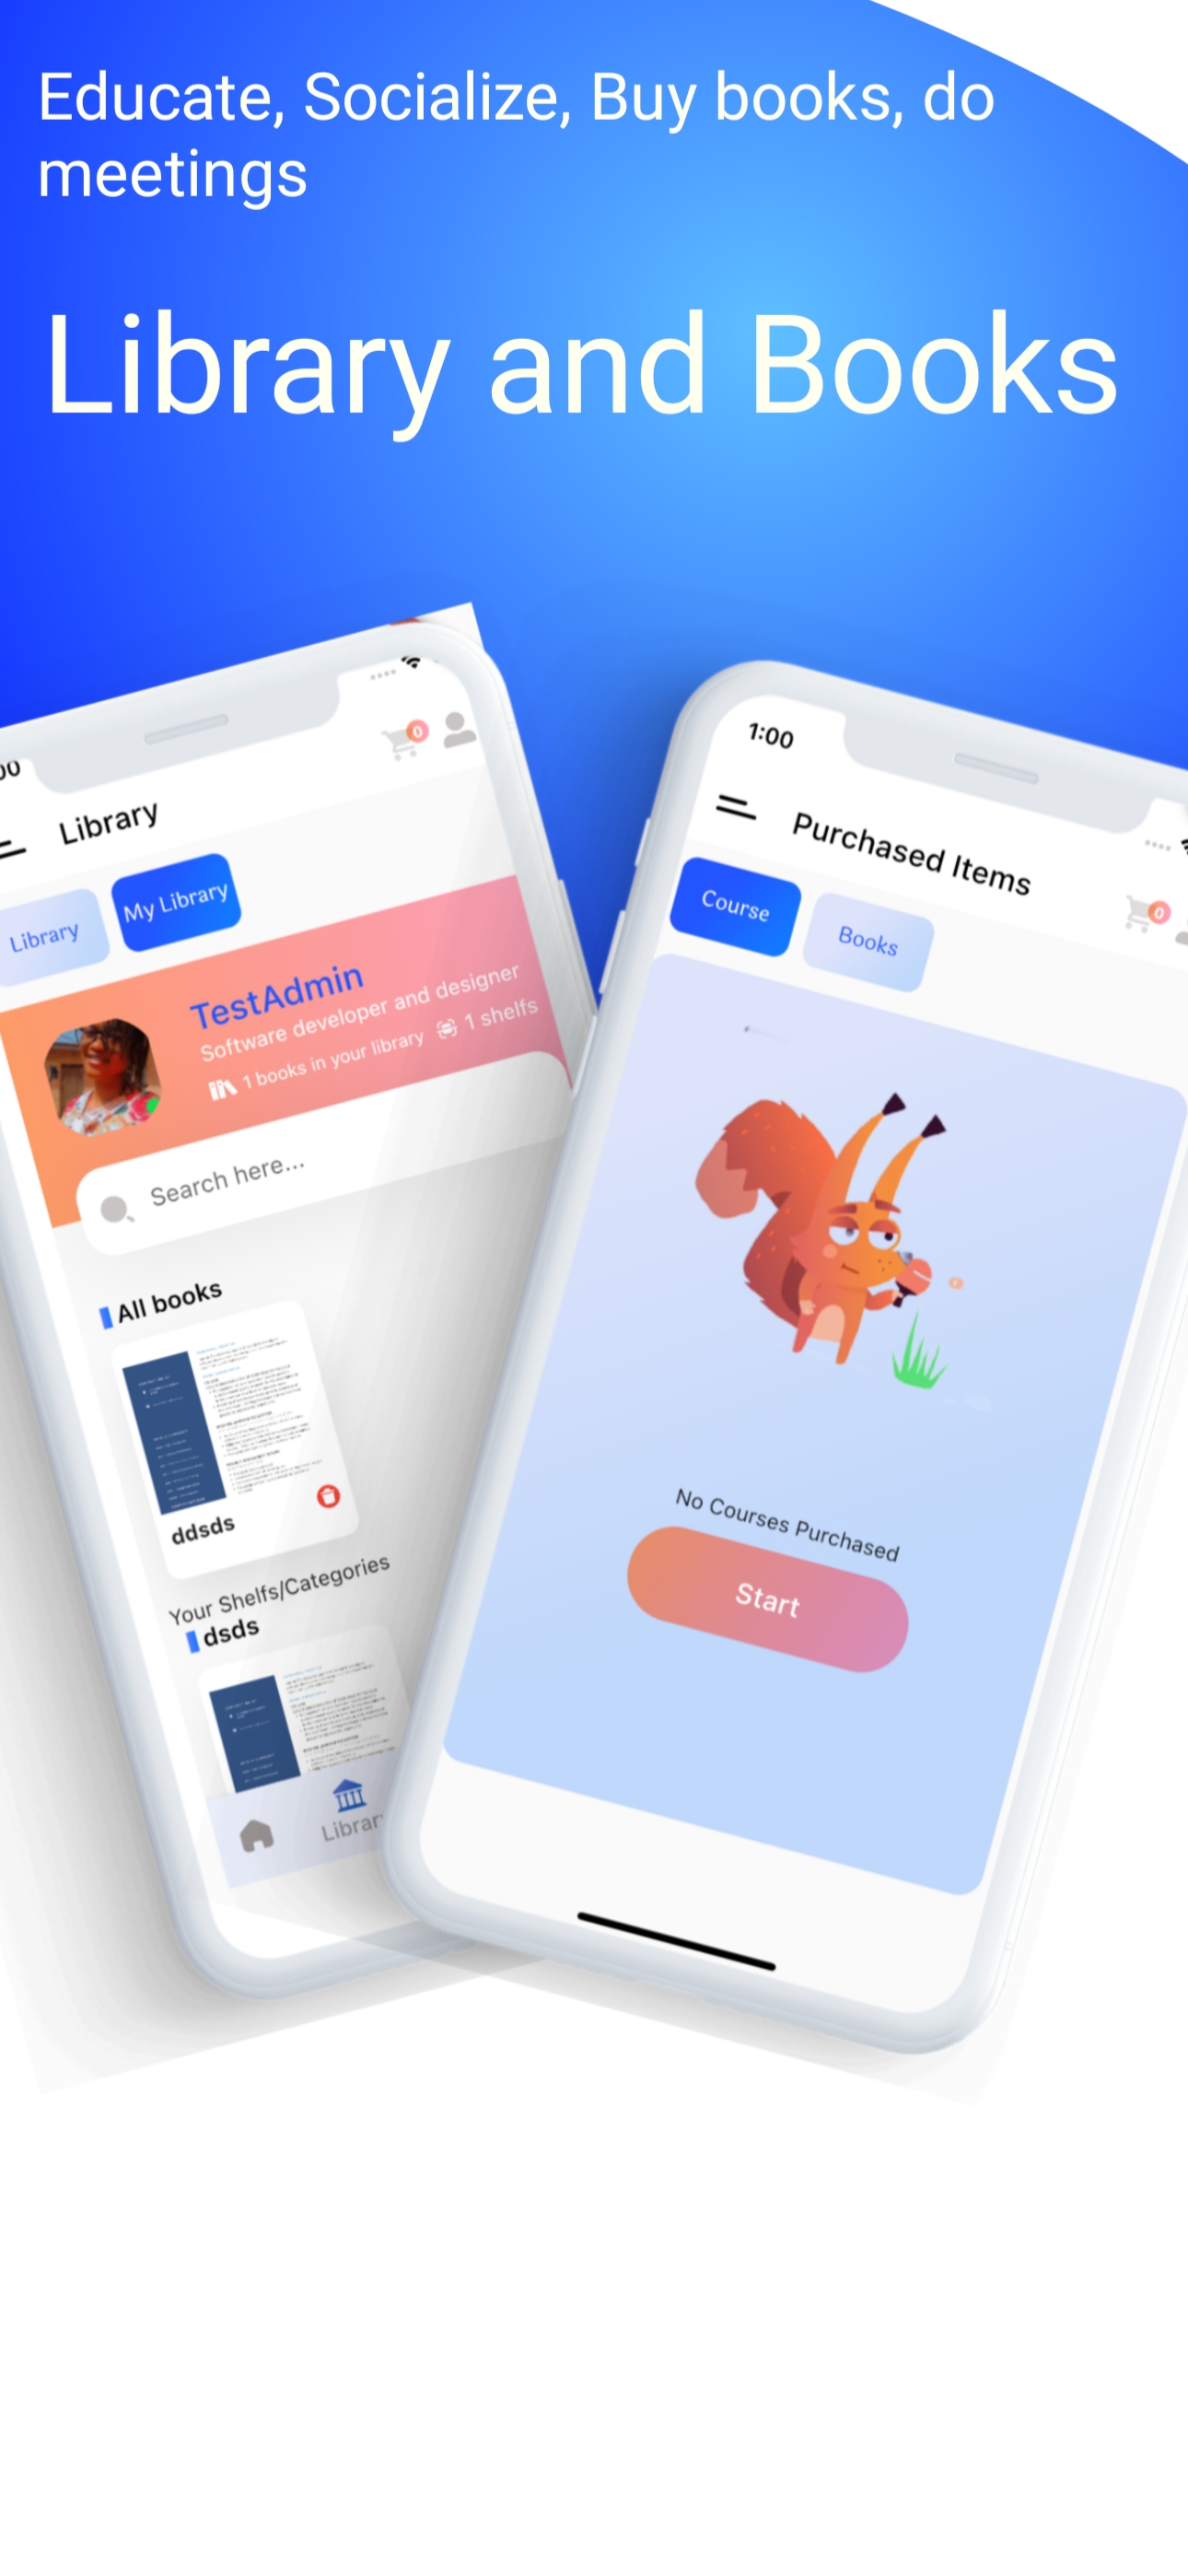 Educate, Socialize, Buy books, do
meetings
Library and Books
Library
0
Library
My Library
TestAdmin
Software developer and designer
1 books in your library
1 shelfs
Search here...
All books
ddsds
Your Shelfs/Categories
dsds
1:00
Purchased Items
0
Course
Books
No Courses Purchased
Start